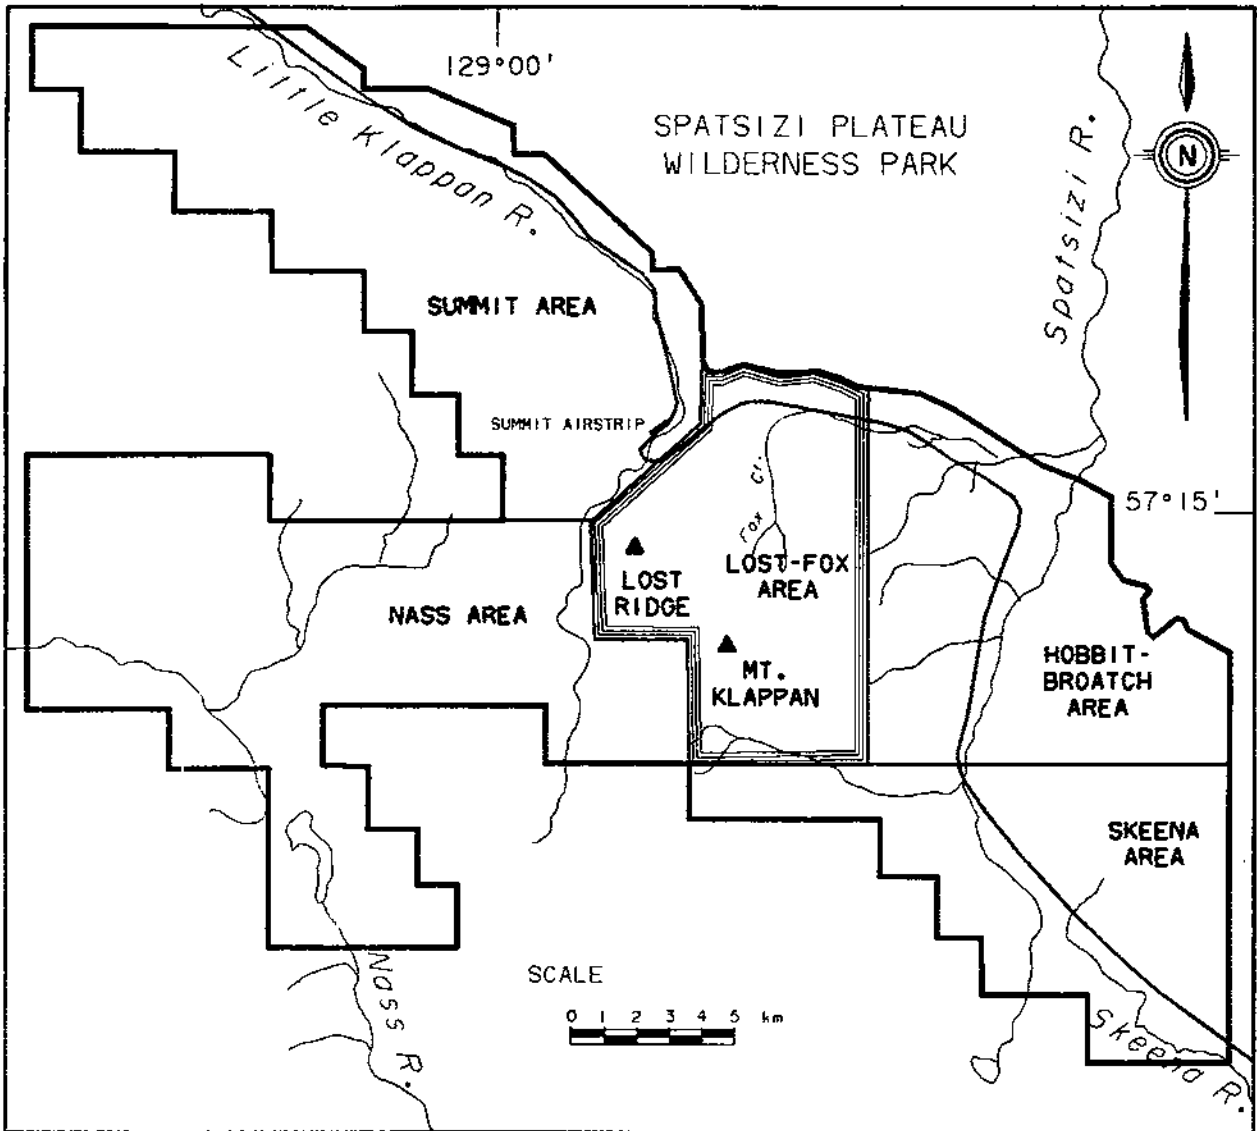 129°00'
Little Klappan R.
SPATSIZI PLATEAU
WILDERNESS PARK
Spatsizi R.
N
SUMMIT AREA
SUMMIT AIRSTRIP
Fox Cr.
57°15'
LOST
RIDGE
LOST-FOX
AREA
NASS AREA
MT.
KLAPPAN
HOBBIT-
BROATCH
AREA
SKEENA
AREA
Nass R.
SCALE
0 1 2 3 4 5 km
Skeena R.